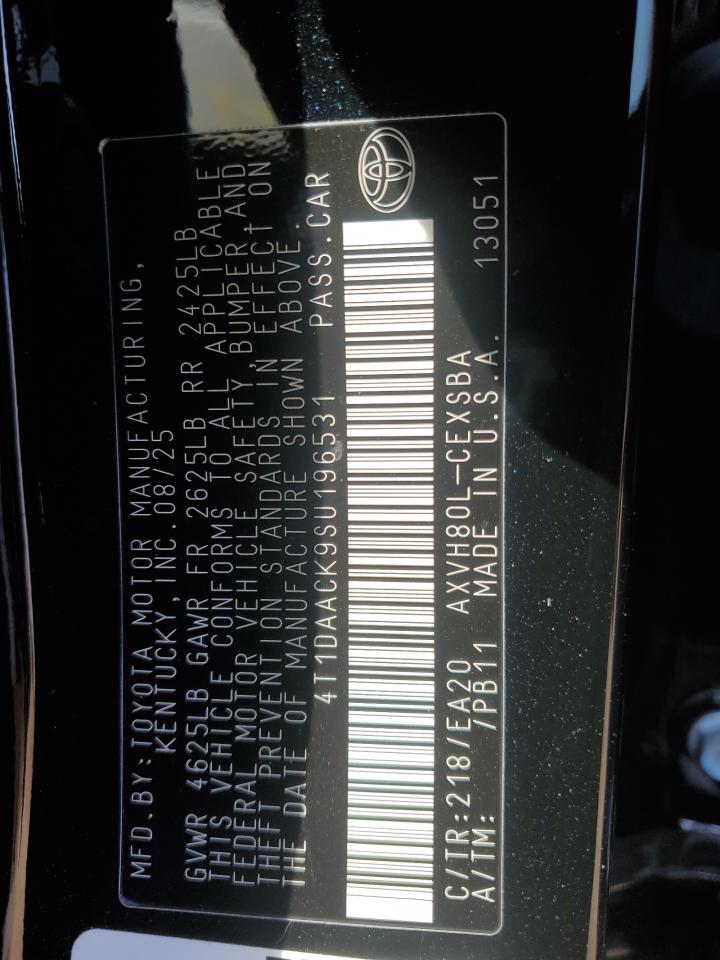 MFD.BY:TOYOTA MOTOR MANUFACTURING,
KENTUCKY,INC.08/25
GVWR 4625LB GAWR FR 2625LB RR 2425LB
THIS VEHICLE CONFORMS TO ALL APPLICABLE
FEDERAL MOTOR VEHICLE SAFETY, BUMPER,AND
THEFT PREVENTION STANDARDS IN EFFECT ON
THE DATE OF MANUFACTURE SHOWN ABOVE.
4T1DAACK9SU196531 PASS.CAR
C/TR:218/EA20 AXVH80L-CEXSBA
A/TM: /PB11 MADE IN U.S.A. 13051